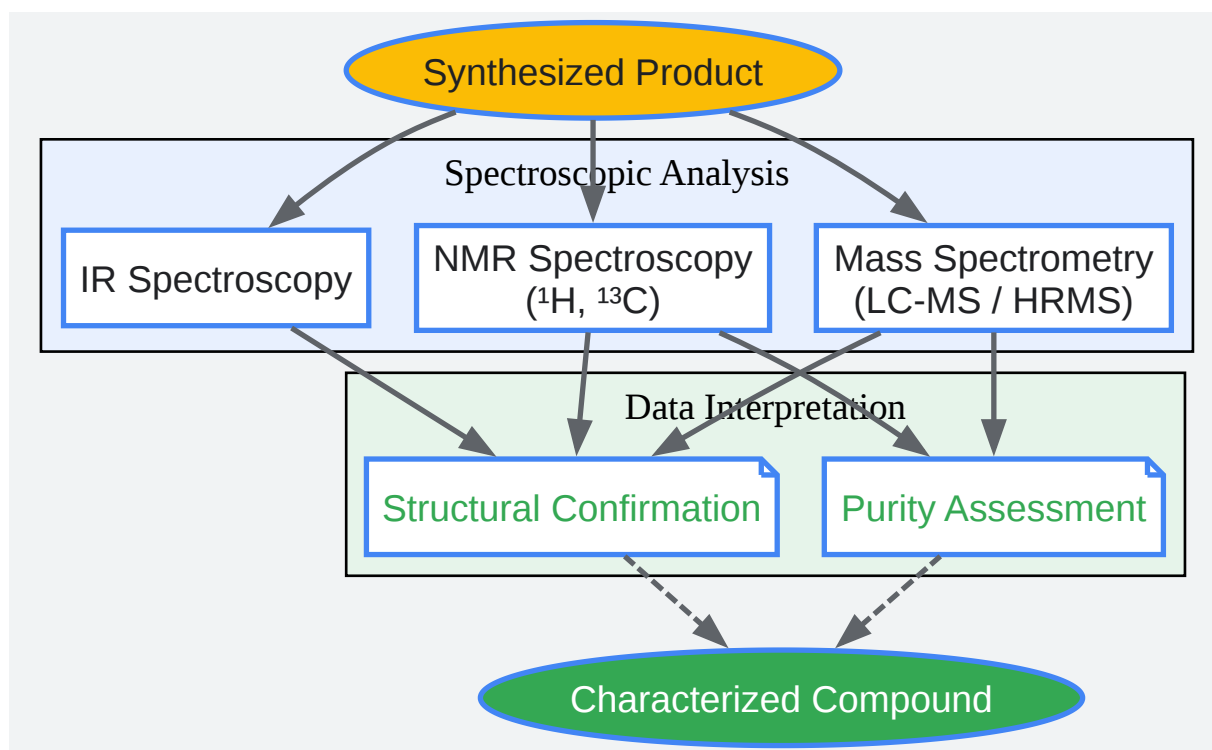 Synthesized Product
Spectroscopic Analysis
IR Spectroscopy
NMR Spectroscopy
(¹H, ¹³C)
Mass Spectrometry
(LC-MS / HRMS)
Data Interpretation
Structural Confirmation
Purity Assessment
Characterized Compound